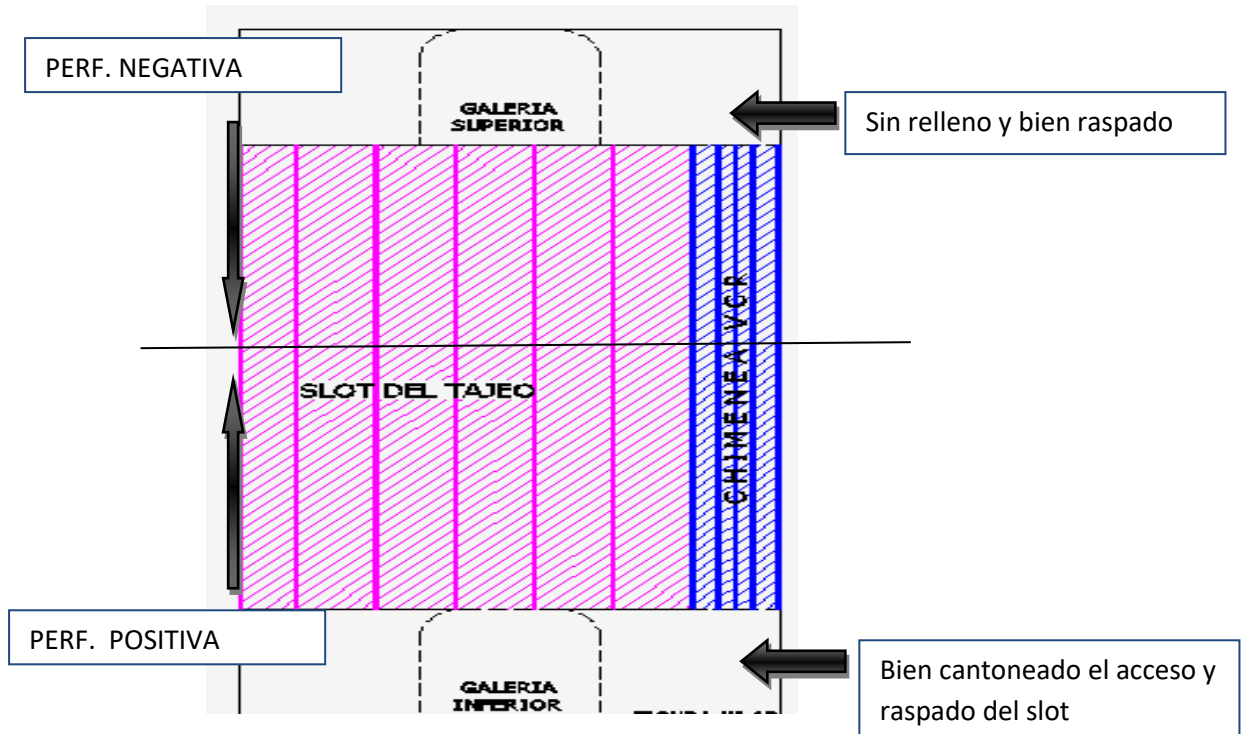 PERF. NEGATIVA
GALERIA
SUPERIOR
Sin relleno y bien raspado
CHIMENEA VCR
SLOT DEL TAJEO
PERF. POSITIVA
GALERIA
INFERIOR
Bien cantoneado el acceso y
raspado del slot